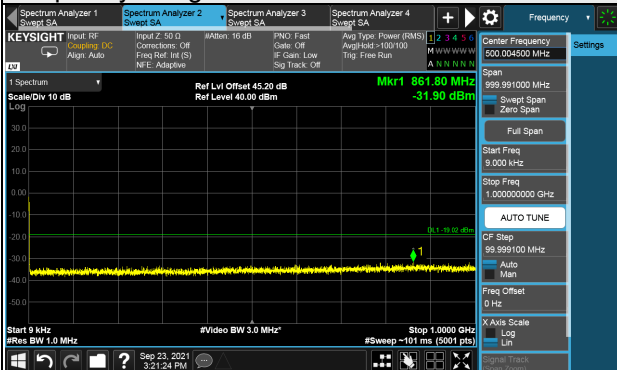 Spectrum Analyzer 1
Swept SA
Spectrum Analyzer 2
Swept SA
Spectrum Analyzer 3
Swept SA
Spectrum Analyzer 4
Swept SA
Frequency
KEYSIGHT
Input: RF
Coupling: DC
Align: Auto
Input Z: 50 Ω
Corrections: Off
Freq Ref: Int (S)
NFE: Adaptive
#Atten: 16 dB
PNO: Fast
Gate: Off
IF Gain: Low
Sig Track: Off
Avg Type: Power (RMS)
Avg|Hold:>100/100
Trig: Free Run
1 2 3 4 5 6
M W W W W W
A N N N N N
LXI
1 Spectrum
Scale/Div 10 dB
Log
Ref Lvl Offset 45.20 dB
Ref Level 40.00 dBm
Mkr1 861.80 MHz
-31.90 dBm
30.0
20.0
10.0
0.00
-10.0
-20.0
-30.0
-40.0
-50.0
DL1 -19.02 dBm
1
Start 9 kHz
#Res BW 1.0 MHz
#Video BW 3.0 MHz*
Stop 1.0000 GHz
#Sweep ~101 ms (5001 pts)
Sep 23, 2021
3:21:24 PM
Center Frequency
500.004500 MHz
Settings
Span
999.991000 MHz
Swept Span
Zero Span
Full Span
Start Freq
9.000 kHz
Stop Freq
1.000000000 GHz
AUTO TUNE
CF Step
99.999100 MHz
Auto
Man
Freq Offset
0 Hz
X Axis Scale
Log
Lin
Signal Track
(Span Zoom)